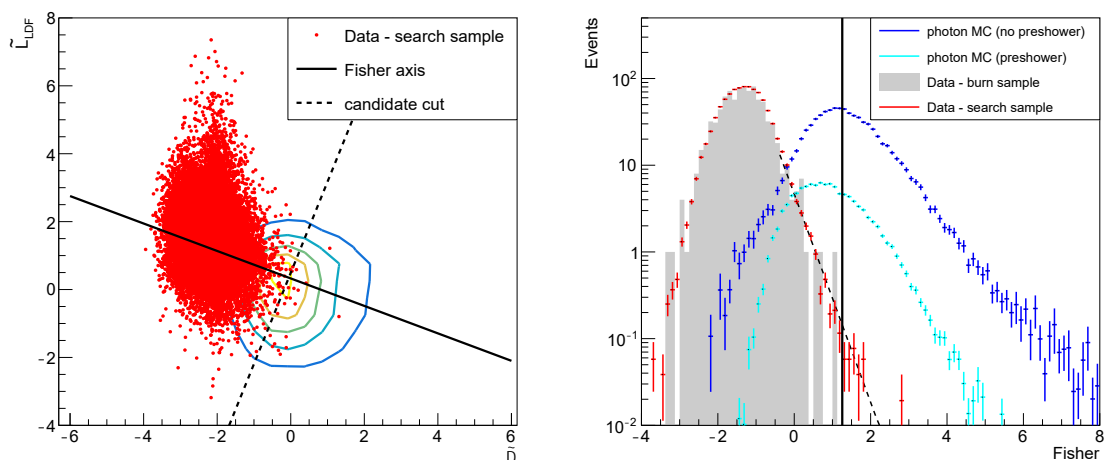 L̃LDF
8
6
4
2
0
−2
−4
Data - search sample
Fisher axis
candidate cut
−6 −4 −2 0 2 4 6
D̃
Events
10²
10
1
10⁻¹
10⁻²
photon MC (no preshower)
photon MC (preshower)
Data - burn sample
Data - search sample
−4 −2 0 2 4 6 8
Fisher